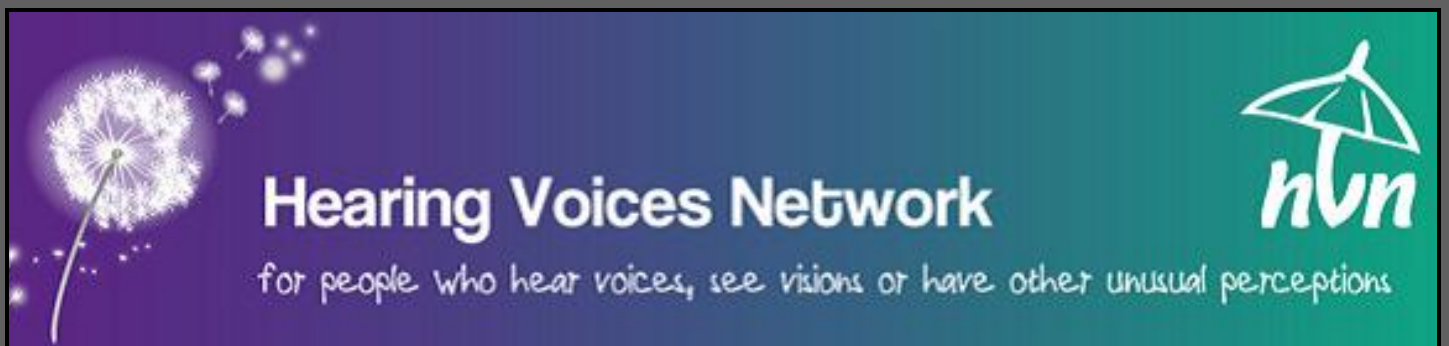 hvn
Hearing Voices Network
for people who hear voices, see visions or have other unusual perceptions